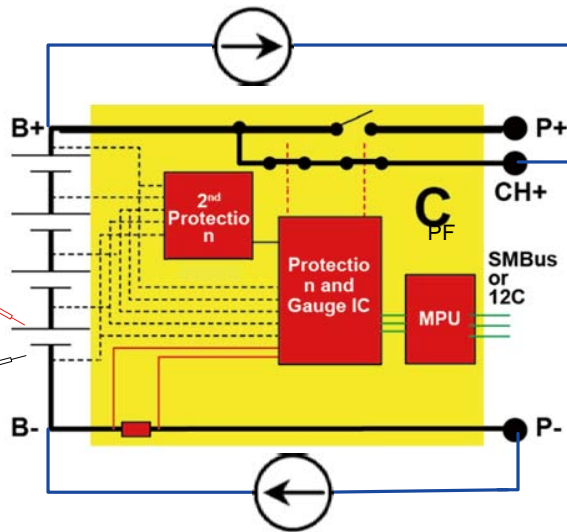 B+
P+
CH+
2nd
Protectio
n
C
PF
Protectio
n and
Gauge IC
MPU
SMBus
or
12C
B-
P-